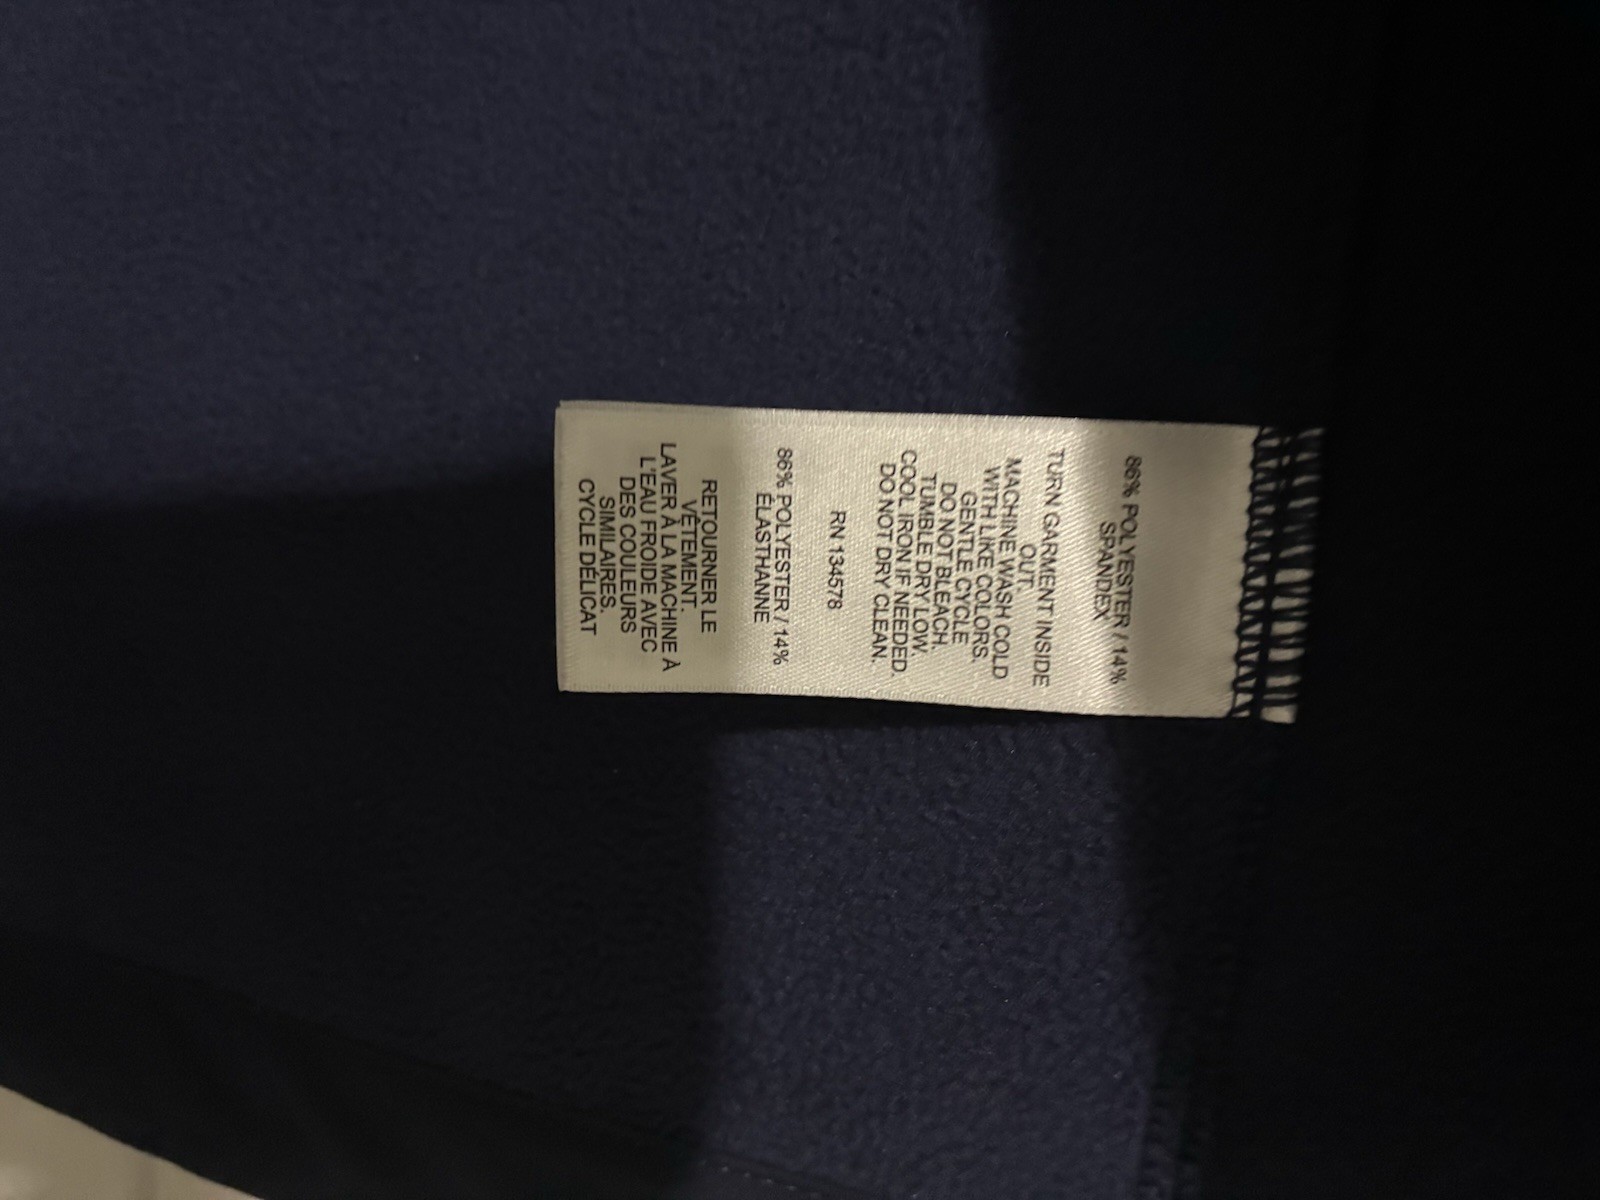 86% POLYESTER / 14%
SPANDEX
TURN GARMENT INSIDE
OUT.
MACHINE WASH COLD
WITH LIKE COLORS.
GENTLE CYCLE
DO NOT BLEACH.
TUMBLE DRY LOW.
COOL IRON IF NEEDED.
DO NOT DRY CLEAN.
RN 134578
86% POLYESTER / 14%
ÉLASTHANNE
RETOURNER LE
VÊTEMENT.
LAVER À LA MACHINE À
L'EAU FROIDE AVEC
DES COULEURS
SIMILAIRES.
CYCLE DÉLICAT